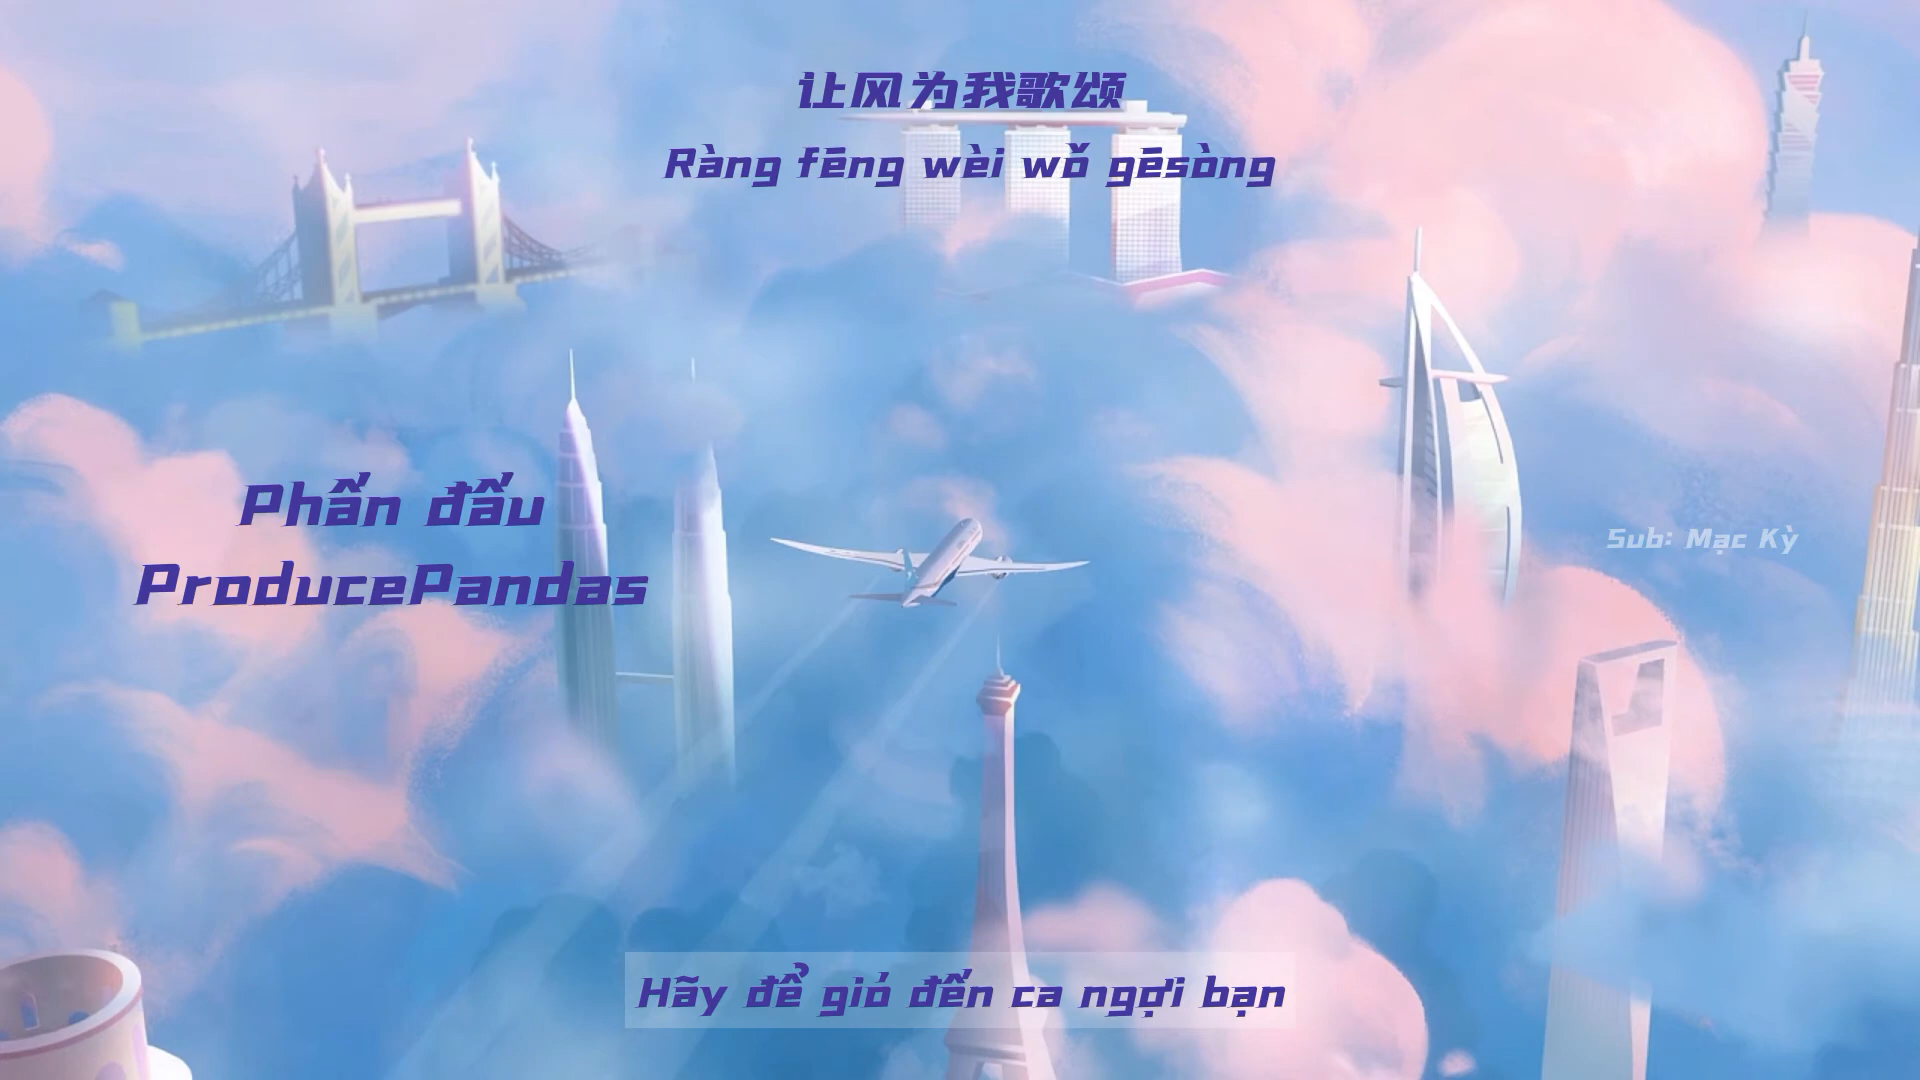 让风为我歌颂
Ràng fēng wèi wǒ gēsòng
Phấn đấu
ProducePandas
Sub: Mạc Kỳ
Hãy để gió đến ca ngợi bạn